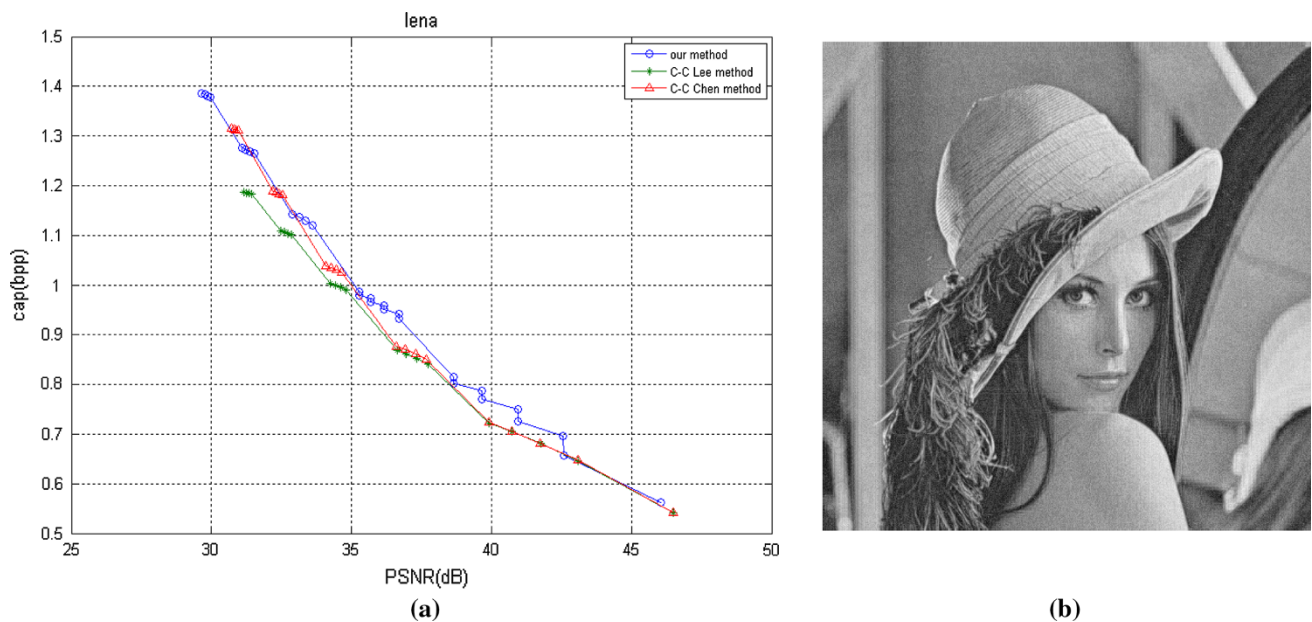 lena
1.5
1.4
1.3
1.2
1.1
1
0.9
0.8
0.7
0.6
0.5
cap(bpp)
our method
C-C Lee method
C-C Chen method
25 30 35 40 45 50
PSNR(dB)
(a) (b)